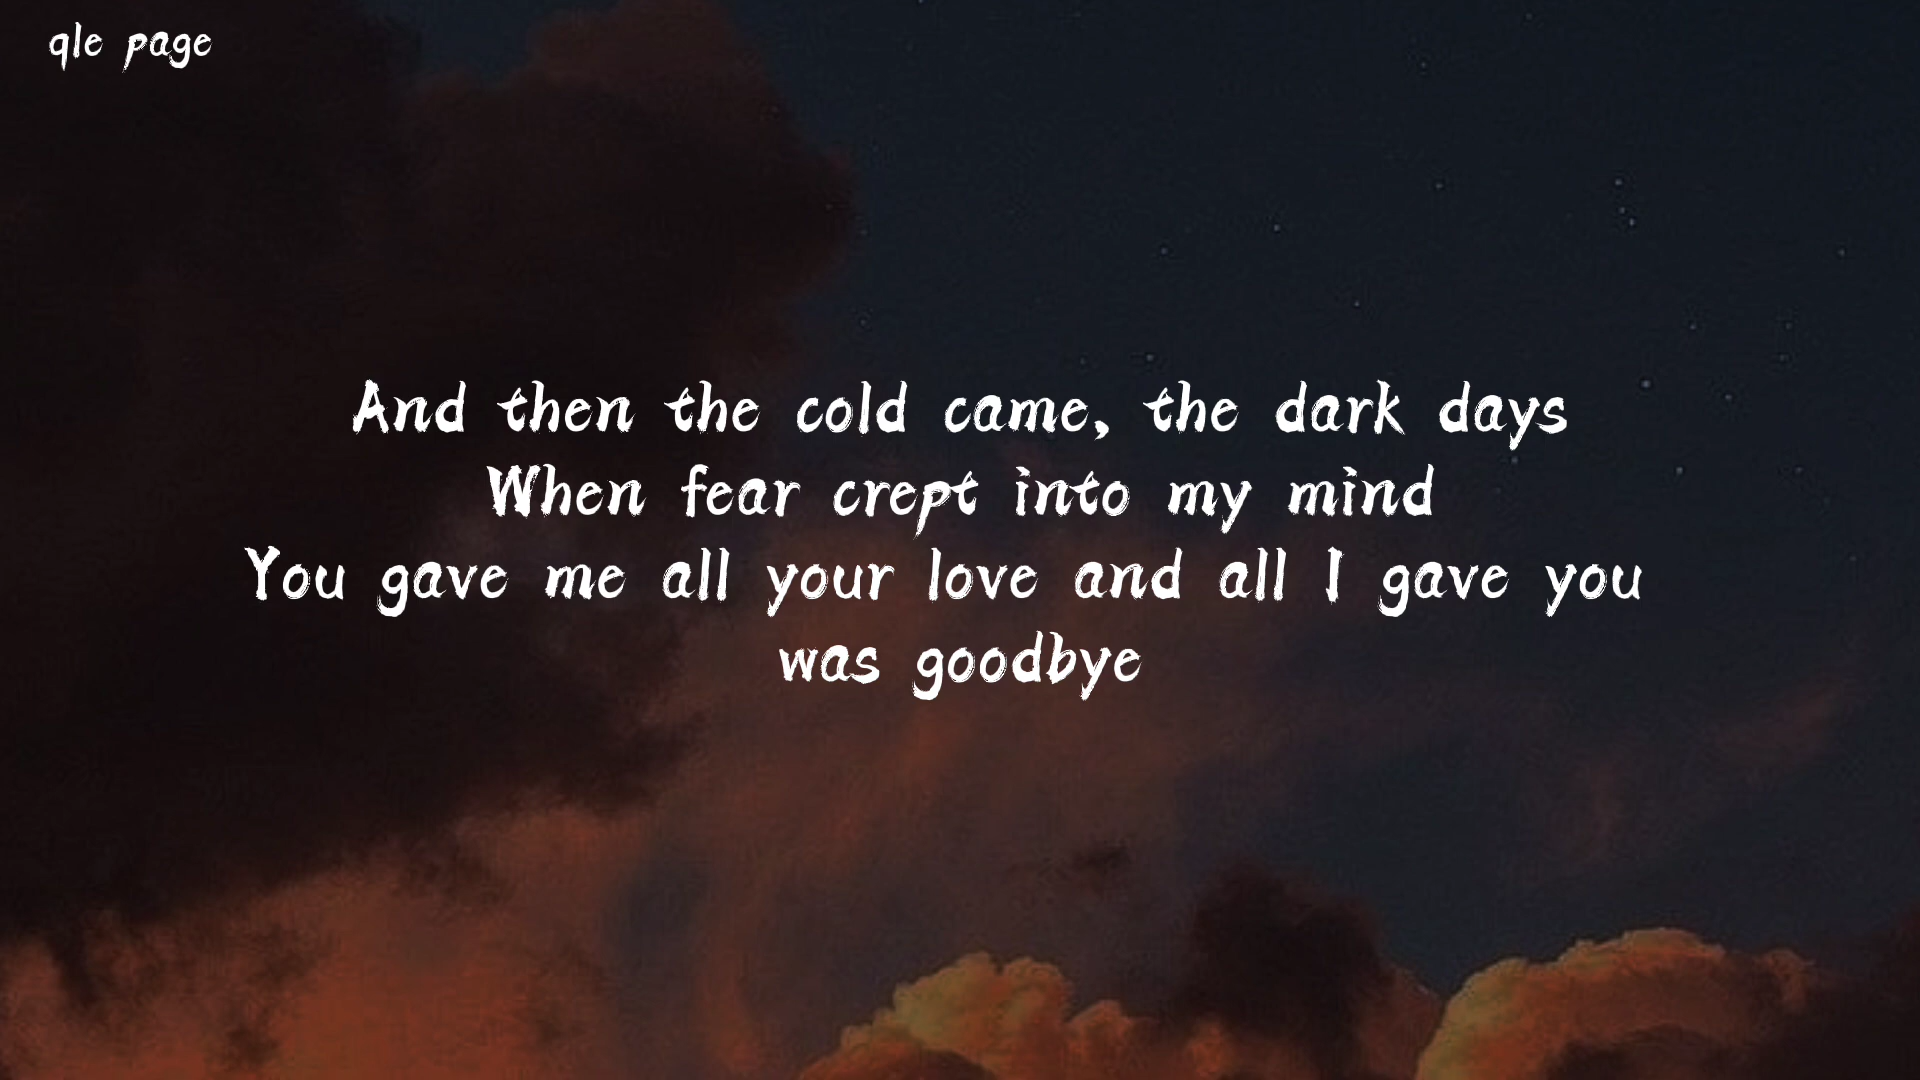 qle page
And then the cold came, the dark days
When fear crept into my mind
You gave me all your love and all I gave you
was goodbye